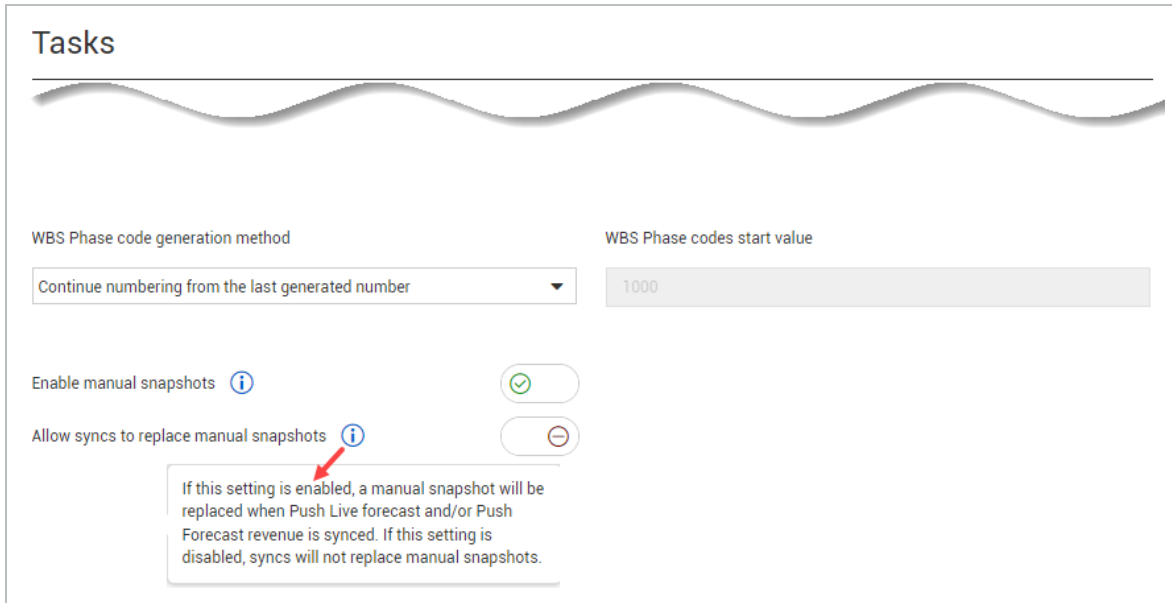 Tasks
WBS Phase code generation method
WBS Phase codes start value
Continue numbering from the last generated number
1000
Enable manual snapshots
Allow syncs to replace manual snapshots
If this setting is enabled, a manual snapshot will be
replaced when Push Live forecast and/or Push
Forecast revenue is synced. If this setting is
disabled, syncs will not replace manual snapshots.